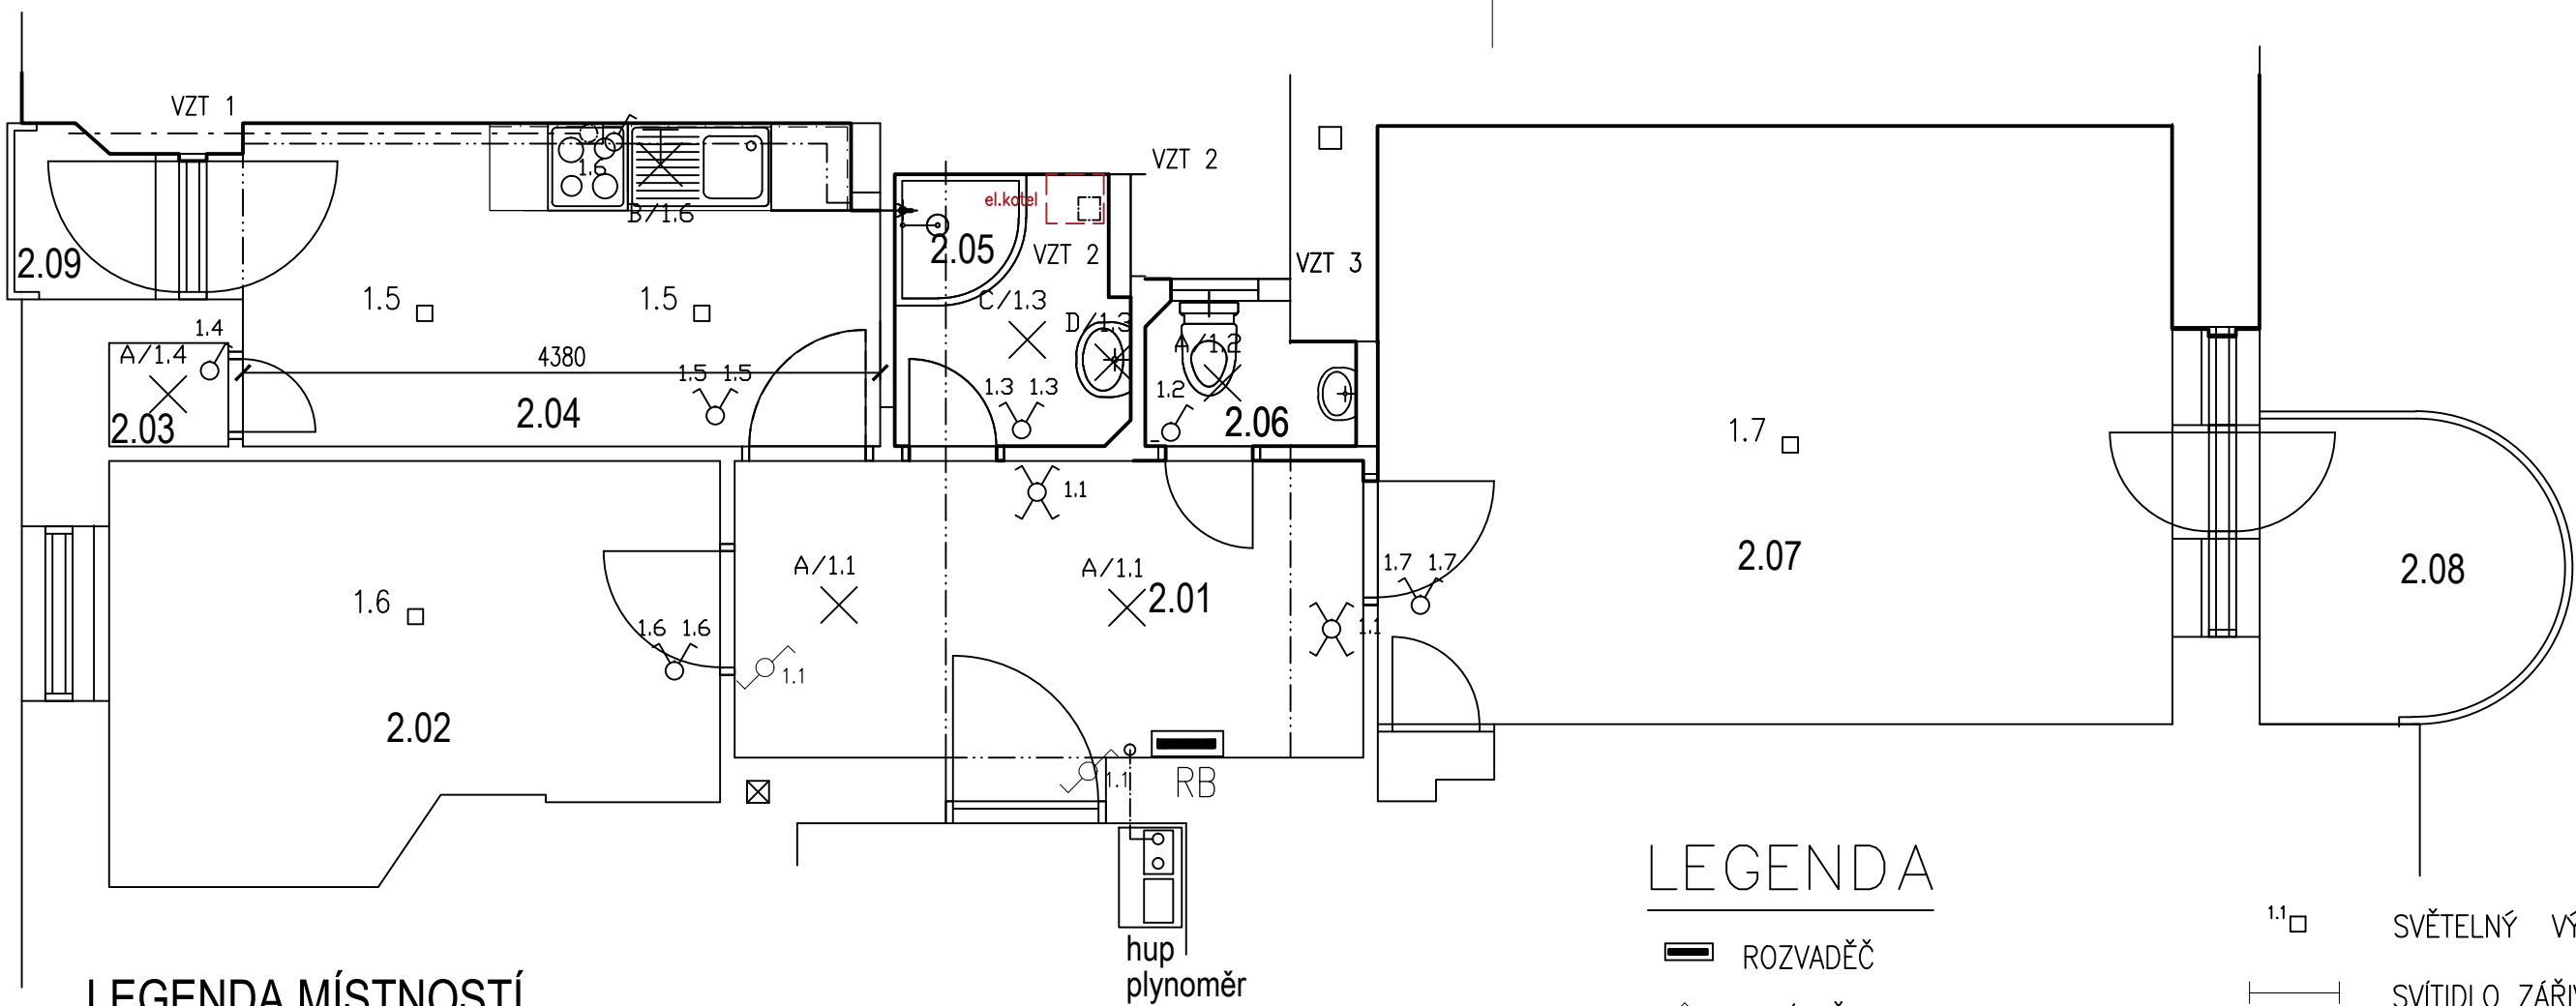 VZT 1
VZT 2
1.6
el.kotel
B/1.6
2.05
VZT 2
VZT 3
2.09
1.5
1.5
C/1.3
D/1.3
1.4
A/1.4
4380
A/1.2
1.5 1.5
1.3 1.3
1.2
2.03
2.04
2.06
1.7
1.1
A/1.1
A/1.1
2.01
1.7 1.7
2.07
2.08
1.6
1.6 1.6
1.1
1.1
2.02
1.1
RB
LEGENDA
1.1
SVĚTELNÝ
hup
plynoměr
ROZVADĚČ
LEGENDA MÍSTNOSTÍ
SVÍTIDLO